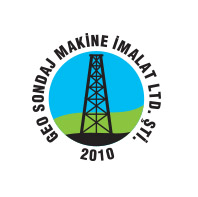 GEO SONDAJ MAKİNE İMALAT LTD. ŞTİ.
2010